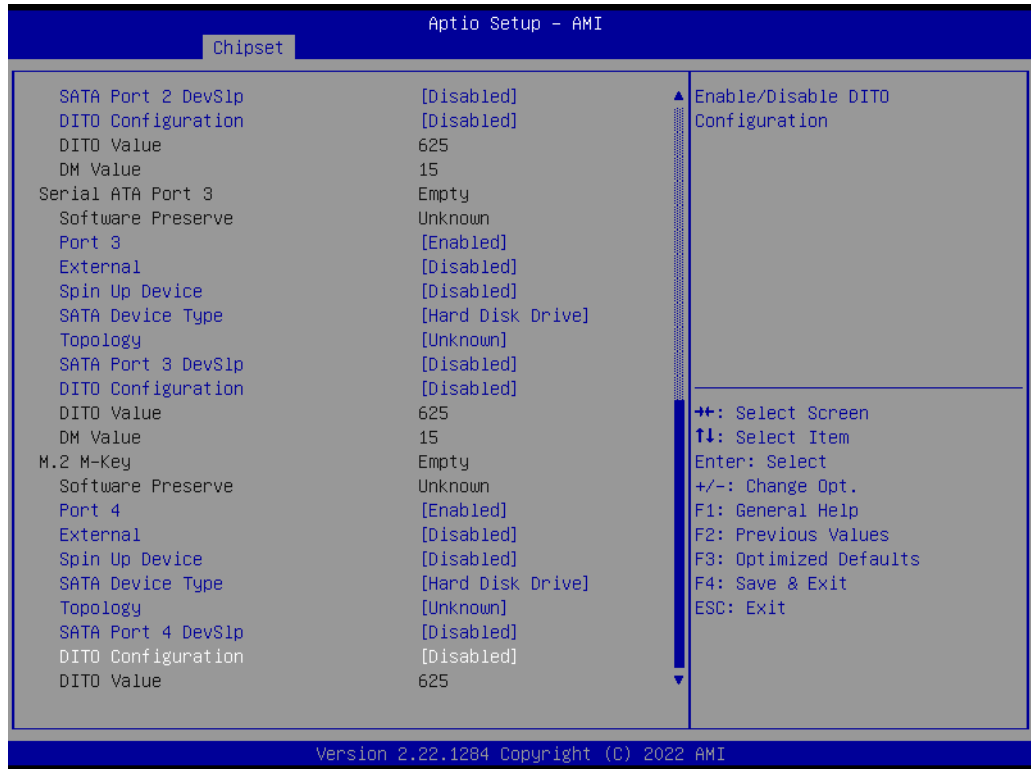 Aptio Setup – AMI
Chipset
SATA Port 2 DevSlp [Disabled]
DITO Configuration [Disabled]
DITO Value 625
DM Value 15
Serial ATA Port 3 Empty
Software Preserve Unknown
Port 3 [Enabled]
External [Disabled]
Spin Up Device [Disabled]
SATA Device Type [Hard Disk Drive]
Topology [Unknown]
SATA Port 3 DevSlp [Disabled]
DITO Configuration [Disabled]
DITO Value 625
DM Value 15
M.2 M-Key Empty
Software Preserve Unknown
Port 4 [Enabled]
External [Disabled]
Spin Up Device [Disabled]
SATA Device Type [Hard Disk Drive]
Topology [Unknown]
SATA Port 4 DevSlp [Disabled]
DITO Configuration [Disabled]
DITO Value 625
Enable/Disable DITO
Configuration
→←: Select Screen
↑↓: Select Item
Enter: Select
+/-: Change Opt.
F1: General Help
F2: Previous Values
F3: Optimized Defaults
F4: Save & Exit
ESC: Exit
Version 2.22.1284 Copyright (C) 2022 AMI